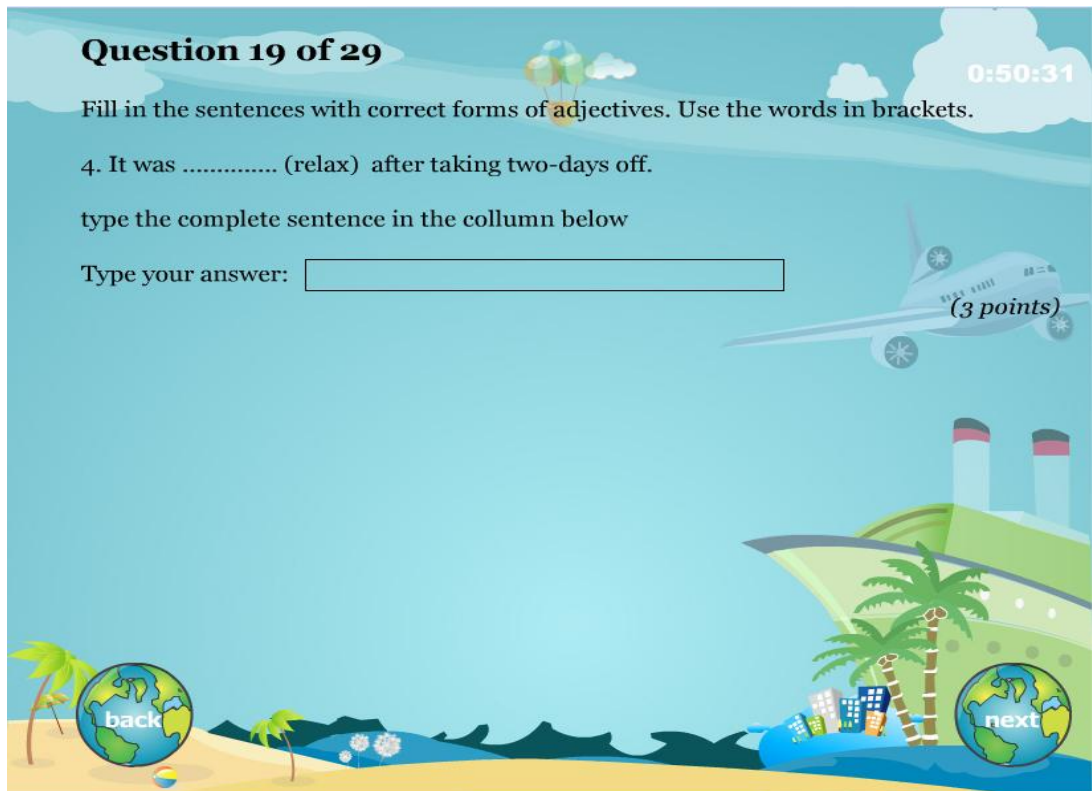 Question 19 of 29
0:50:31
Fill in the sentences with correct forms of adjectives. Use the words in brackets.
4. It was .............. (relax)  after taking two-days off.
type the complete sentence in the collumn below
Type your answer:
(3 points)
back
next